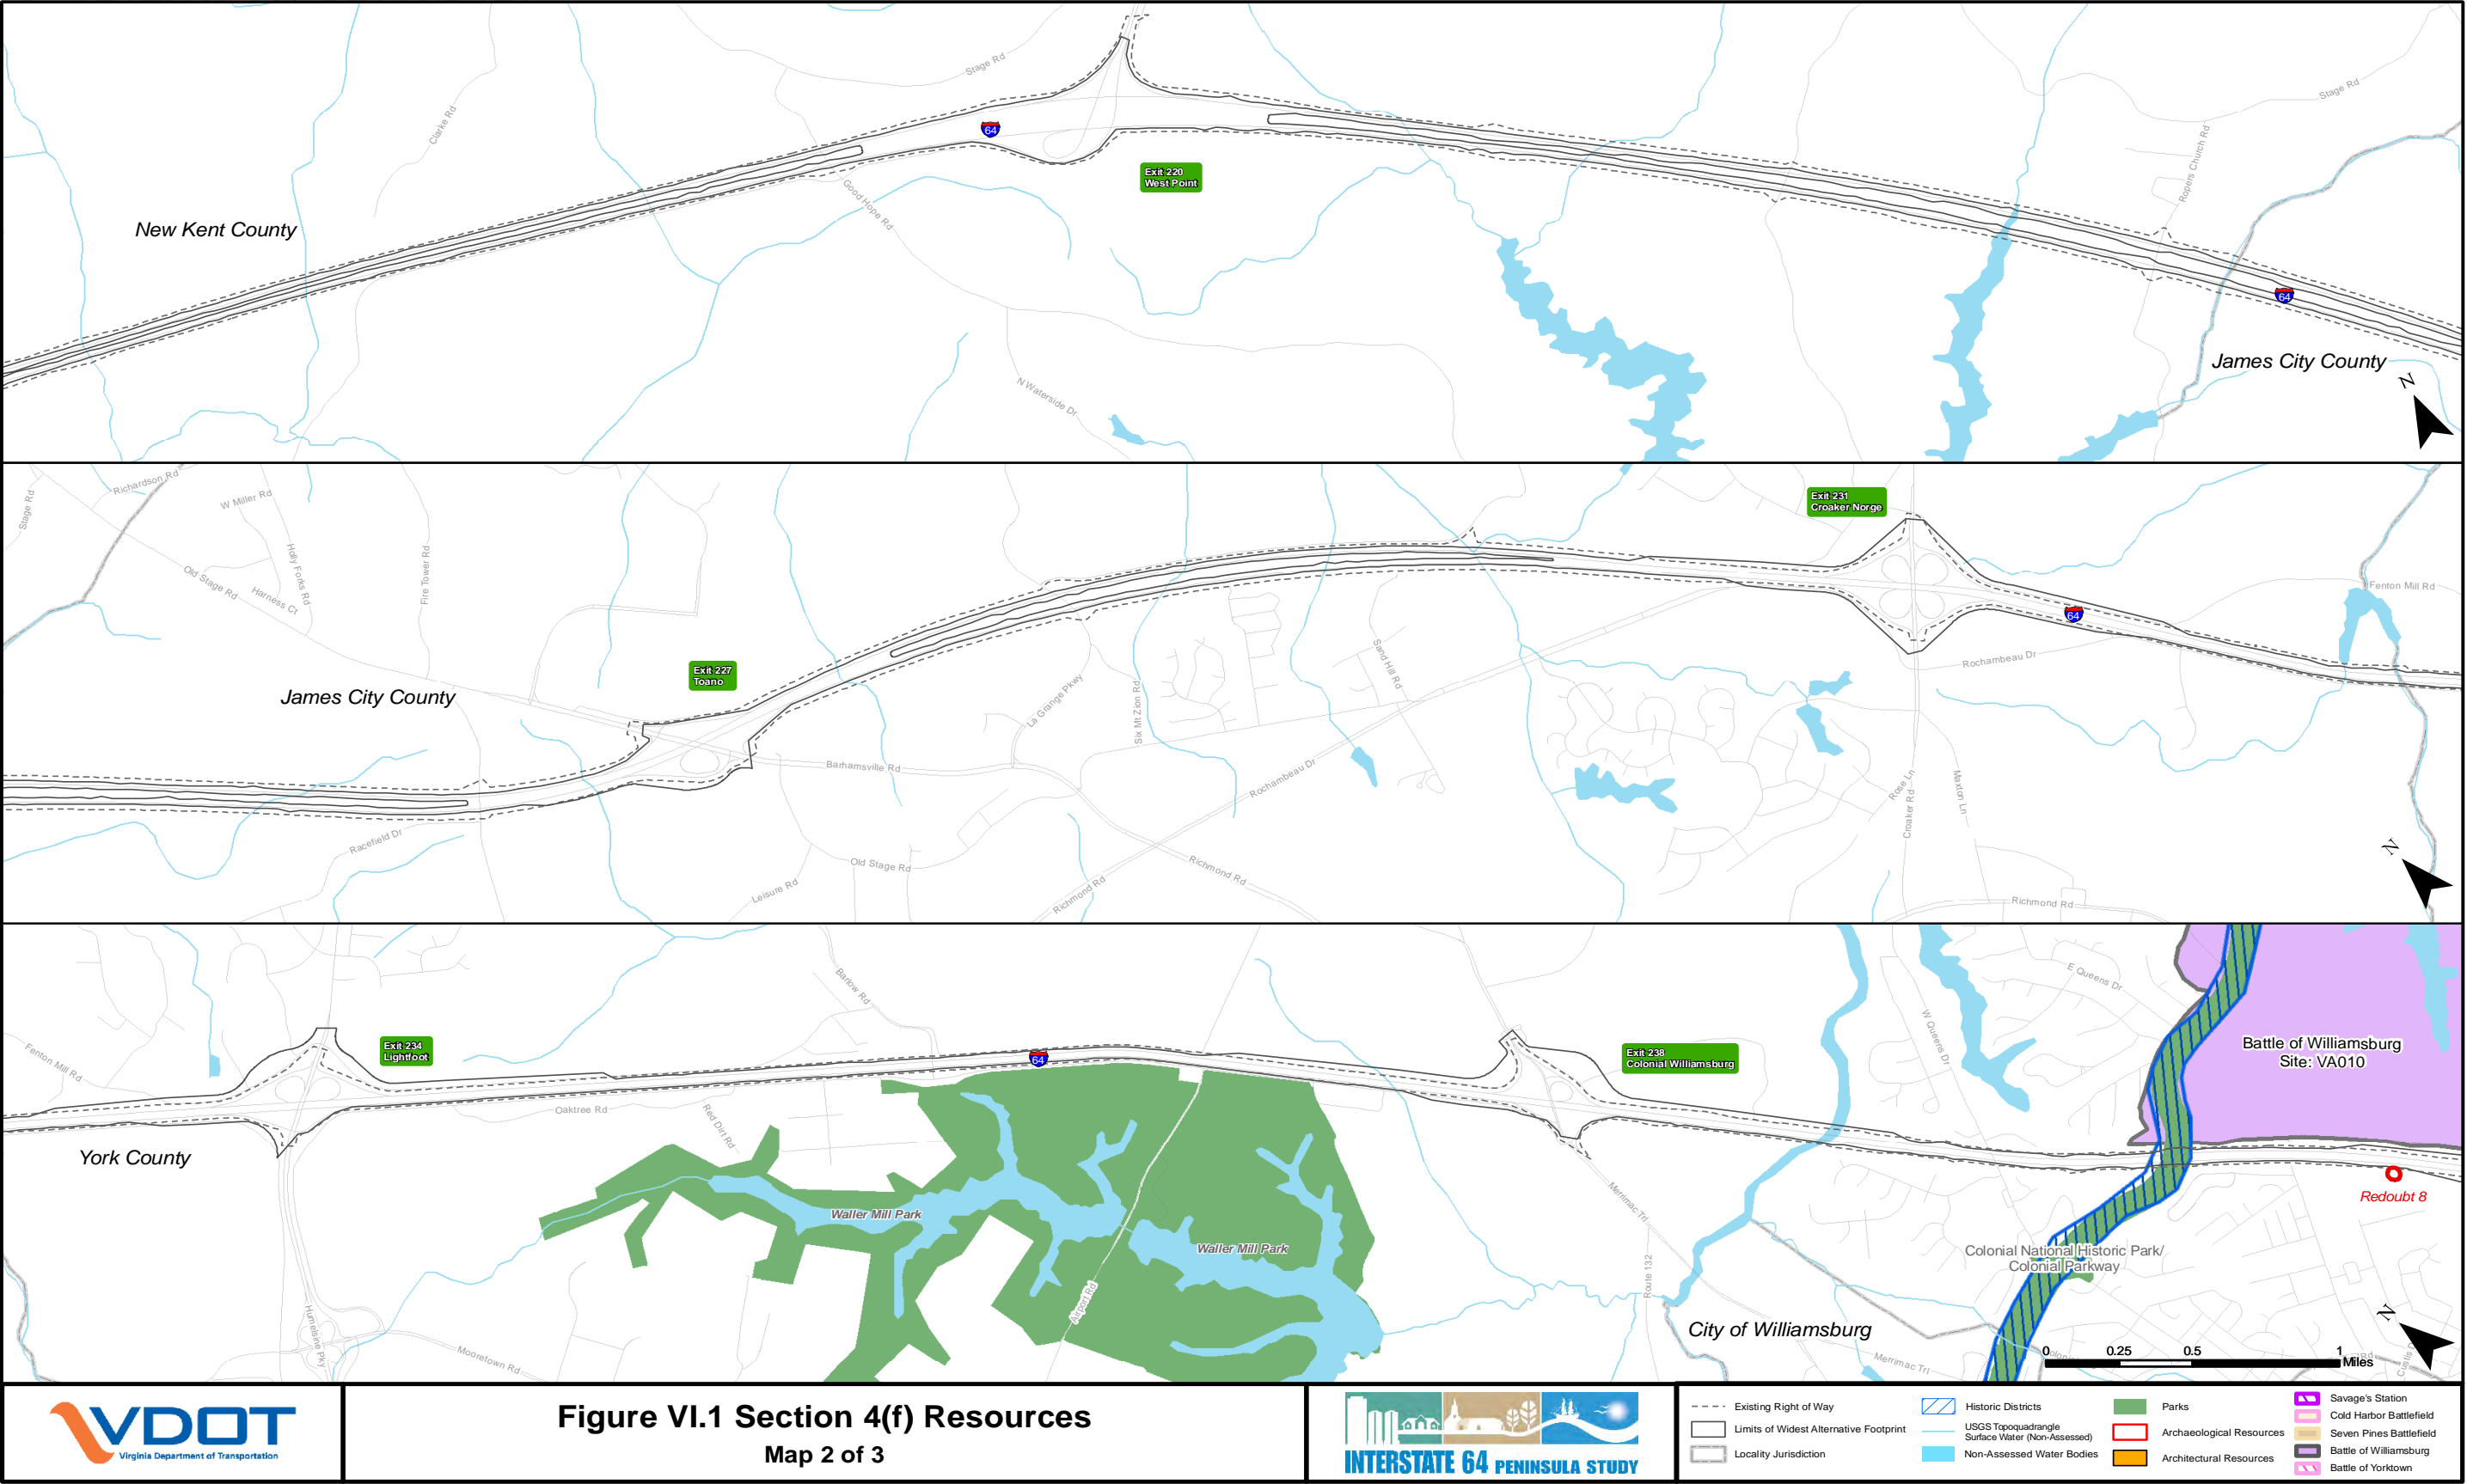 Stage Rd
Clarke Rd
64
Stage Rd
Ropers Church Rd
Exit 220
West Point
Good Hope Rd
New Kent County
64
James City County
N
N Waterside Dr
Richardson Rd
Stage Rd
W Miller Rd
Holly Forks Rd
Fire Tower Rd
Old Stage Rd
Harness Ct
Exit 231
Croaker Norge
Fenton Mill Rd
64
Exit 227
Toano
James City County
La Grange Pkwy
Six Mt Zion Rd
Sand Hill Rd
Rochambeau Dr
Barhamsville Rd
Rochambeau Dr
Rose Ln
Croaker Rd
Maxton Ln
Racefield Dr
Old Stage Rd
Leisure Rd
Richmond Rd
Richmond Rd
Richmond Rd
N
Barlow Rd
E Queens Dr
W Queens Dr
Fenton Mill Rd
Exit 234
Lightfoot
64
Exit 238
Colonial Williamsburg
Battle of Williamsburg
Site: VA010
Oaktree Rd
Red Dirt Rd
York County
Redoubt 8
Waller Mill Park
Waller Mill Park
Merrimac Trl
Route 132
Colonial National Historic Park/
Colonial Parkway
Airport Rd
Humelsine Pky
Mooretown Rd
City of Williamsburg
Merrimac Trl
N
0 0.25 0.5 1
Miles
VDOT
Virginia Department of Transportation
Figure VI.1 Section 4(f) Resources
Map 2 of 3
INTERSTATE 64 PENINSULA STUDY
Existing Right of Way
Limits of Widest Alternative Footprint
Locality Jurisdiction
Historic Districts
USGS Topoquadrangle
Surface Water (Non-Assessed)
Non-Assessed Water Bodies
Parks
Archaeological Resources
Architectural Resources
Savage's Station
Cold Harbor Battlefield
Seven Pines Battlefield
Battle of Williamsburg
Battle of Yorktown